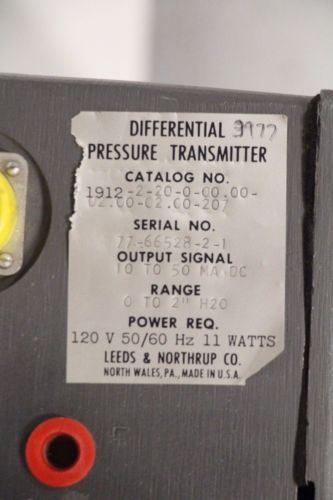 DIFFERENTIAL 3977
PRESSURE TRANSMITTER
CATALOG NO.
1912-2-20-0-00.00-
02.00-02.00-207
SERIAL NO.
77-66528-2-1
OUTPUT SIGNAL
10 TO 50 MA-DC
RANGE
0 TO 2" H2O
POWER REQ.
120 V 50/60 Hz 11 WATTS
LEEDS & NORTHRUP CO.
NORTH WALES, PA., MADE IN U.S.A.